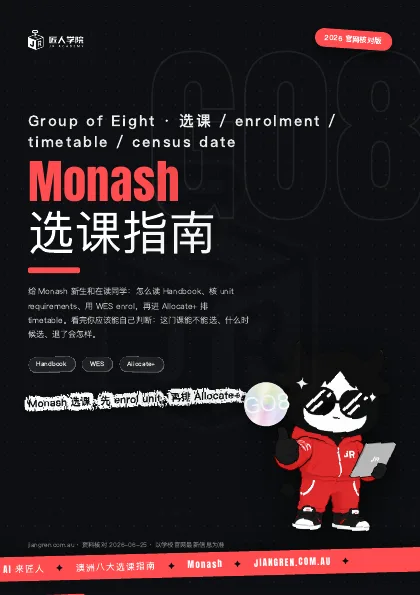 匠人学院
JR ACADEMY
2026 官网核对版
GO8
Group of Eight · 选课 / enrolment /
timetable / census date
Monash
选课指南
给 Monash 新生和在读同学：怎么读 Handbook、核 unit
requirements、用 WES enrol，再进 Allocate+ 排
timetable。看完你应该能自己判断：这门课能不能选、什么时
候选、退了会怎样。
Handbook WES Allocate+
Monash 选课：先 enrol unit，再排 Allocate+
GO8
JR
JR
jiangren.com.au · 资料核对 2026-06-25 · 以学校官网最新信息为准
AI 来匠人 ✦ 澳洲八大选课指南 ✦ Monash ✦ JIANGREN.COM.AU ✦